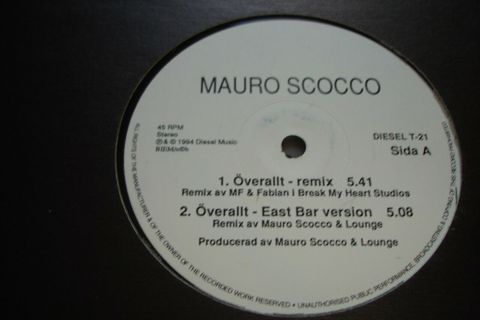 MAURO SCOCCO
45 RPM
Stereo
℗ & © 1994 Diesel Music
DIESEL T-21
Sida A
1. Överallt - remix 5.41
Remix av MF & Fabian i Break My Heart Studios
2. Överallt - East Bar version 5.08
Remix av Mauro Scocco & Lounge
Producerad av Mauro Scocco & Lounge
ALL RIGHTS OF THE MANUFACTURER & OF THE OWNER OF THE RECORDED WORK RESERVED • UNAUTHORISED PUBLIC PERFORMANCE, BROADCASTING & COPYING